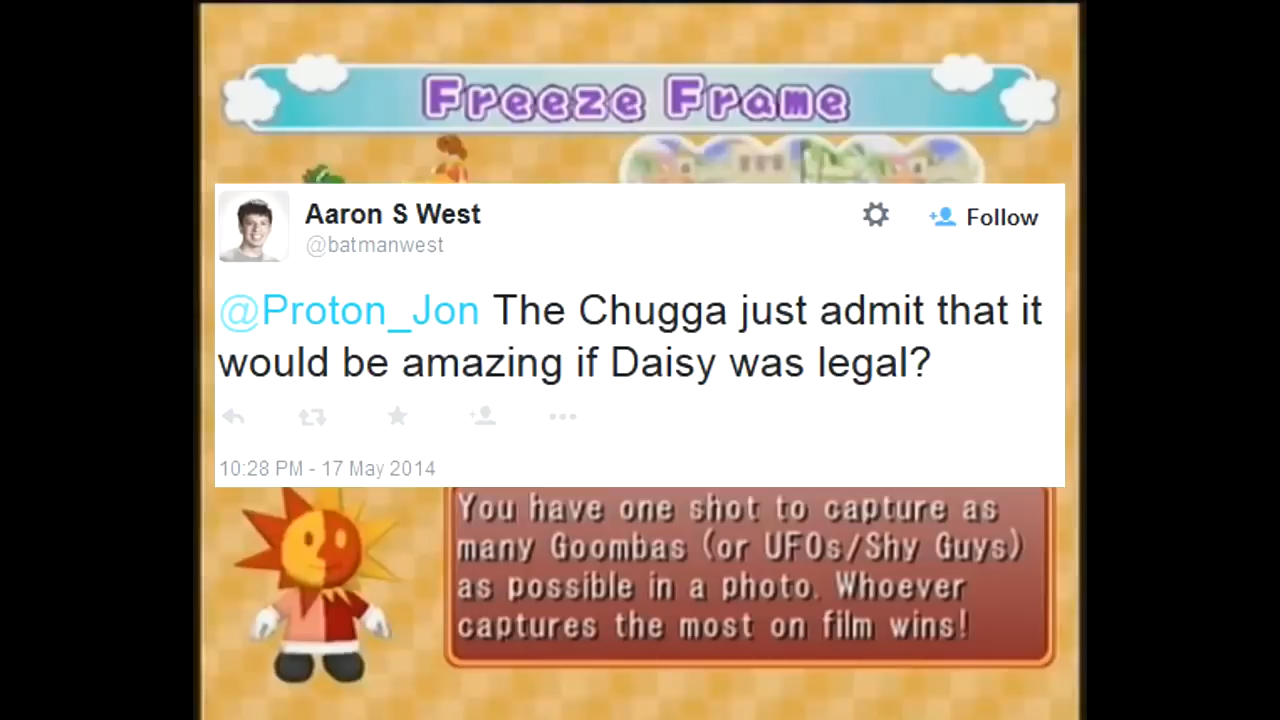 Freeze Frame
Aaron S West
@batmanwest
Follow
@Proton_Jon The Chugga just admit that it
would be amazing if Daisy was legal?
10:28 PM - 17 May 2014
You have one shot to capture as
many Goombas (or UFOs/Shy Guys)
as possible in a photo. Whoever
captures the most on film wins!